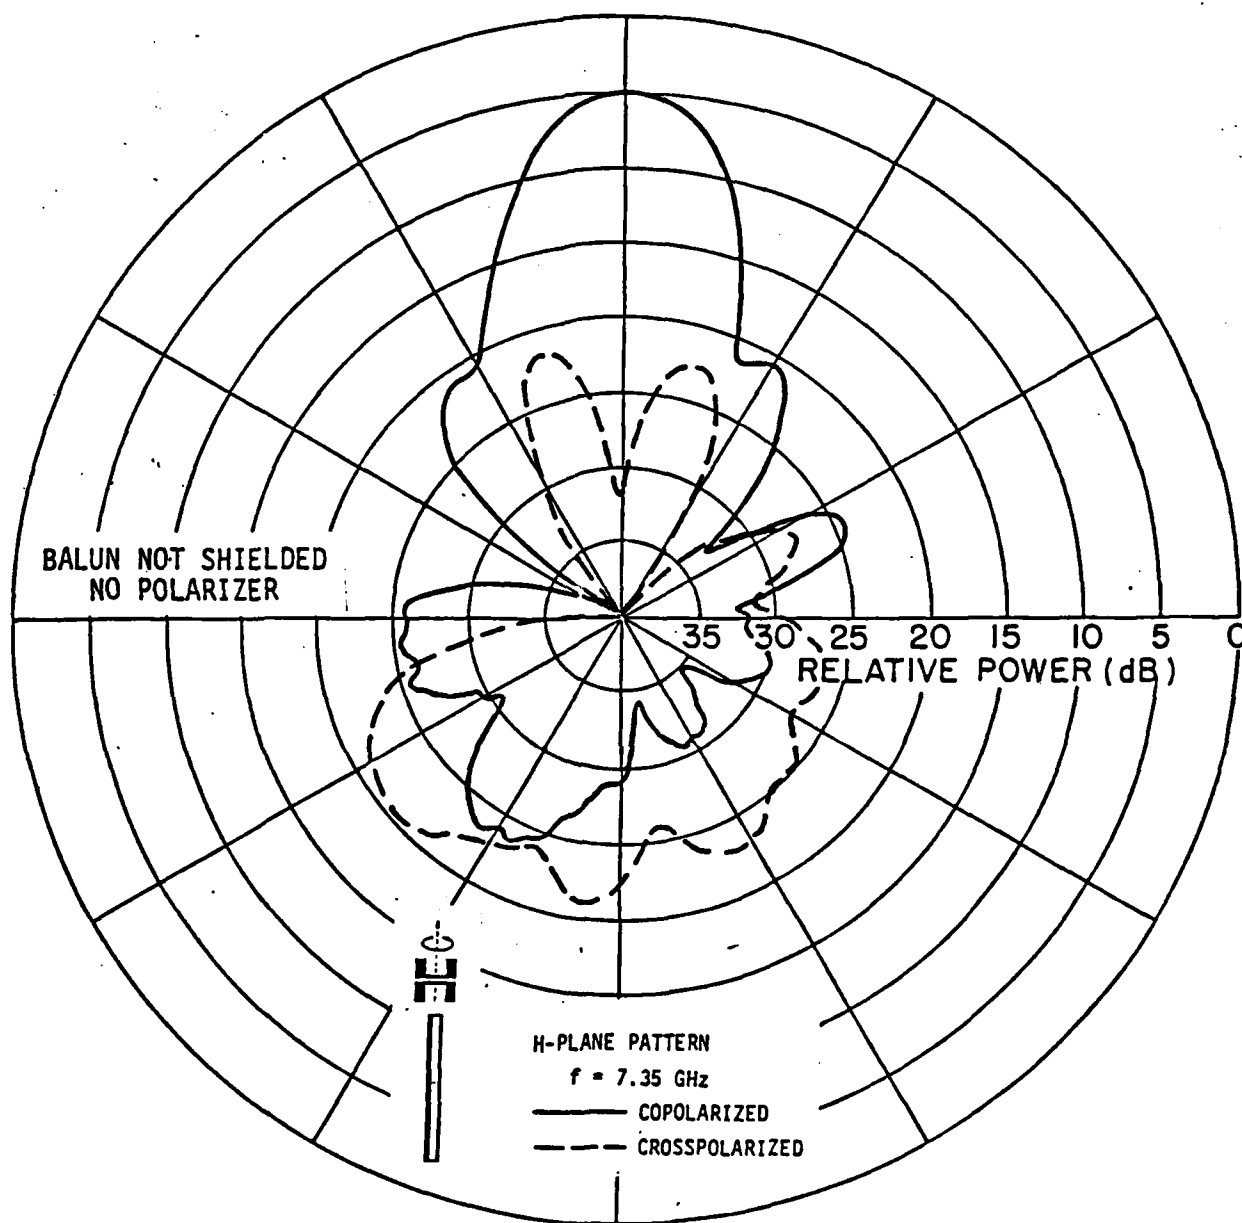 BALUN NOT SHIELDED
NO POLARIZER
35 30 25 20 15 10 5 0
RELATIVE POWER (dB)
H-PLANE PATTERN
f = 7.35 GHz
COPOLARIZED
CROSSPOLARIZED